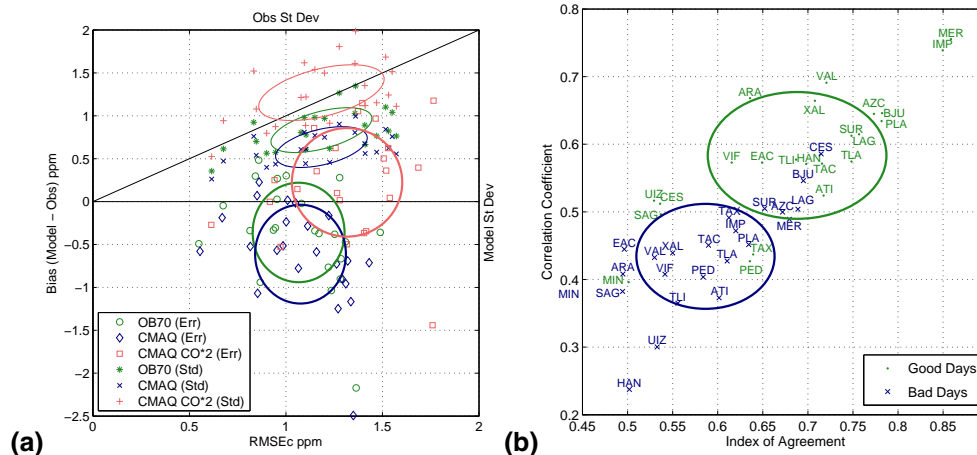 Obs St Dev
2
1.5
1
0.5
0
−0.5
−1
−1.5
−2
−2.5
0
0.5
1
1.5
2
Bias (Model − Obs) ppm
RMSEc ppm
Model St Dev
OB70 (Err)
CMAQ (Err)
CMAQ CO*2 (Err)
OB70 (Std)
CMAQ (Std)
CMAQ CO*2 (Std)
(a)
0.8
0.7
0.6
0.5
0.4
0.3
0.2
0.45
0.5
0.55
0.6
0.65
0.7
0.75
0.8
0.85
Correlation Coefficient
Index of Agreement
MER
IMP
VAL
ARA
XAL
AZC
BJU
PLA
SUR
LAG
CES
VIF
EAC
TLI
HAN
TAC
TLA
BJU
ATI
UIZ
CES
SAG
SUR
AZC
LAG
TAX
MER
IMP
PLA
TAX
EAC
VAL
XAL
TAC
TLA
PED
ARA
VIF
PED
MIN
MIN
SAG
TLI
ATI
UIZ
HAN
Good Days
Bad Days
(b)